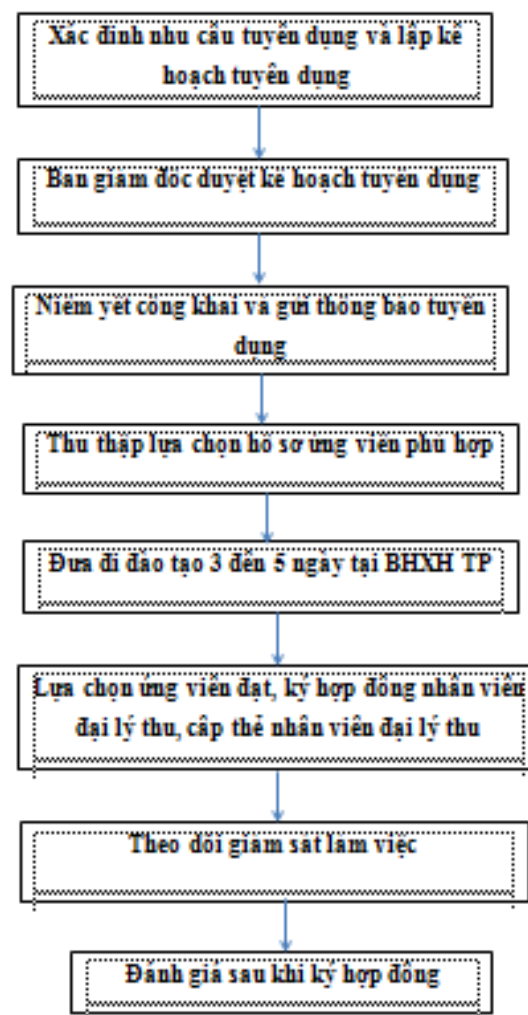 Xác định nhu cầu tuyển dụng và lập kế
hoạch tuyển dụng
Ban giám đốc duyệt kế hoạch tuyển dụng
Niêm yết công khai và gửi thông báo tuyển
dụng
Thu thập lựa chọn hồ sơ ứng viên phù hợp
Đưa đi đào tạo 3 đến 5 ngày tại BHXH TP
Lựa chọn ứng viên đạt, ký hợp đồng nhân viên
đại lý thu, cấp thẻ nhân viên đại lý thu
Theo dõi giám sát làm việc
Đánh giá sau khi ký hợp đồng